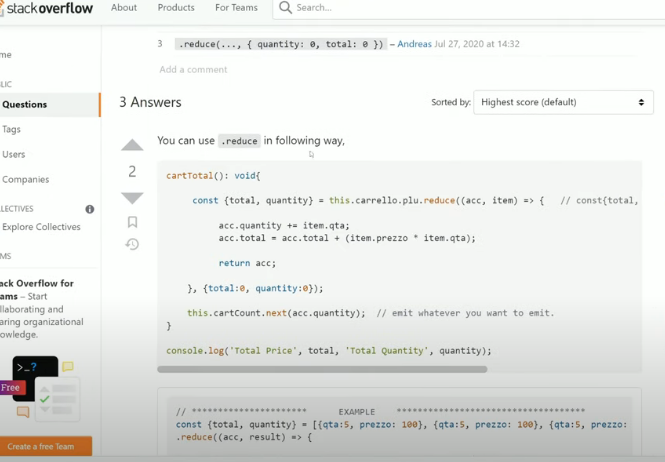 stackoverflow About Products For Teams Search...
3 .reduce(..., { quantity: 0, total: 0 }) – Andreas Jul 27, 2020 at 14:32
Add a comment
me
LIC
Questions
Tags
Users
Companies
LLECTIVES
Explore Collectives
MS
ack Overflow for
ams – Start
llaborating and
aring organizational
owledge.
>_?
Free
Create a free Team
3 Answers
Sorted by: Highest score (default)
You can use .reduce in following way,
2
cartTotal(): void{
const {total, quantity} = this.carrello.plu.reduce((acc, item) => { // const{total,
acc.quantity += item.qta;
acc.total = acc.total + (item.prezzo * item.qta);
return acc;
}, {total:0, quantity:0});
this.cartCount.next(acc.quantity); // emit whatever you want to emit.
}
console.log('Total Price', total, 'Total Quantity', quantity);
// ********************** EXAMPLE ************************************
const {total, quantity} = [{qta:5, prezzo: 100}, {qta:5, prezzo: 100}, {qta:5, prezzo:
.reduce((acc, result) => {